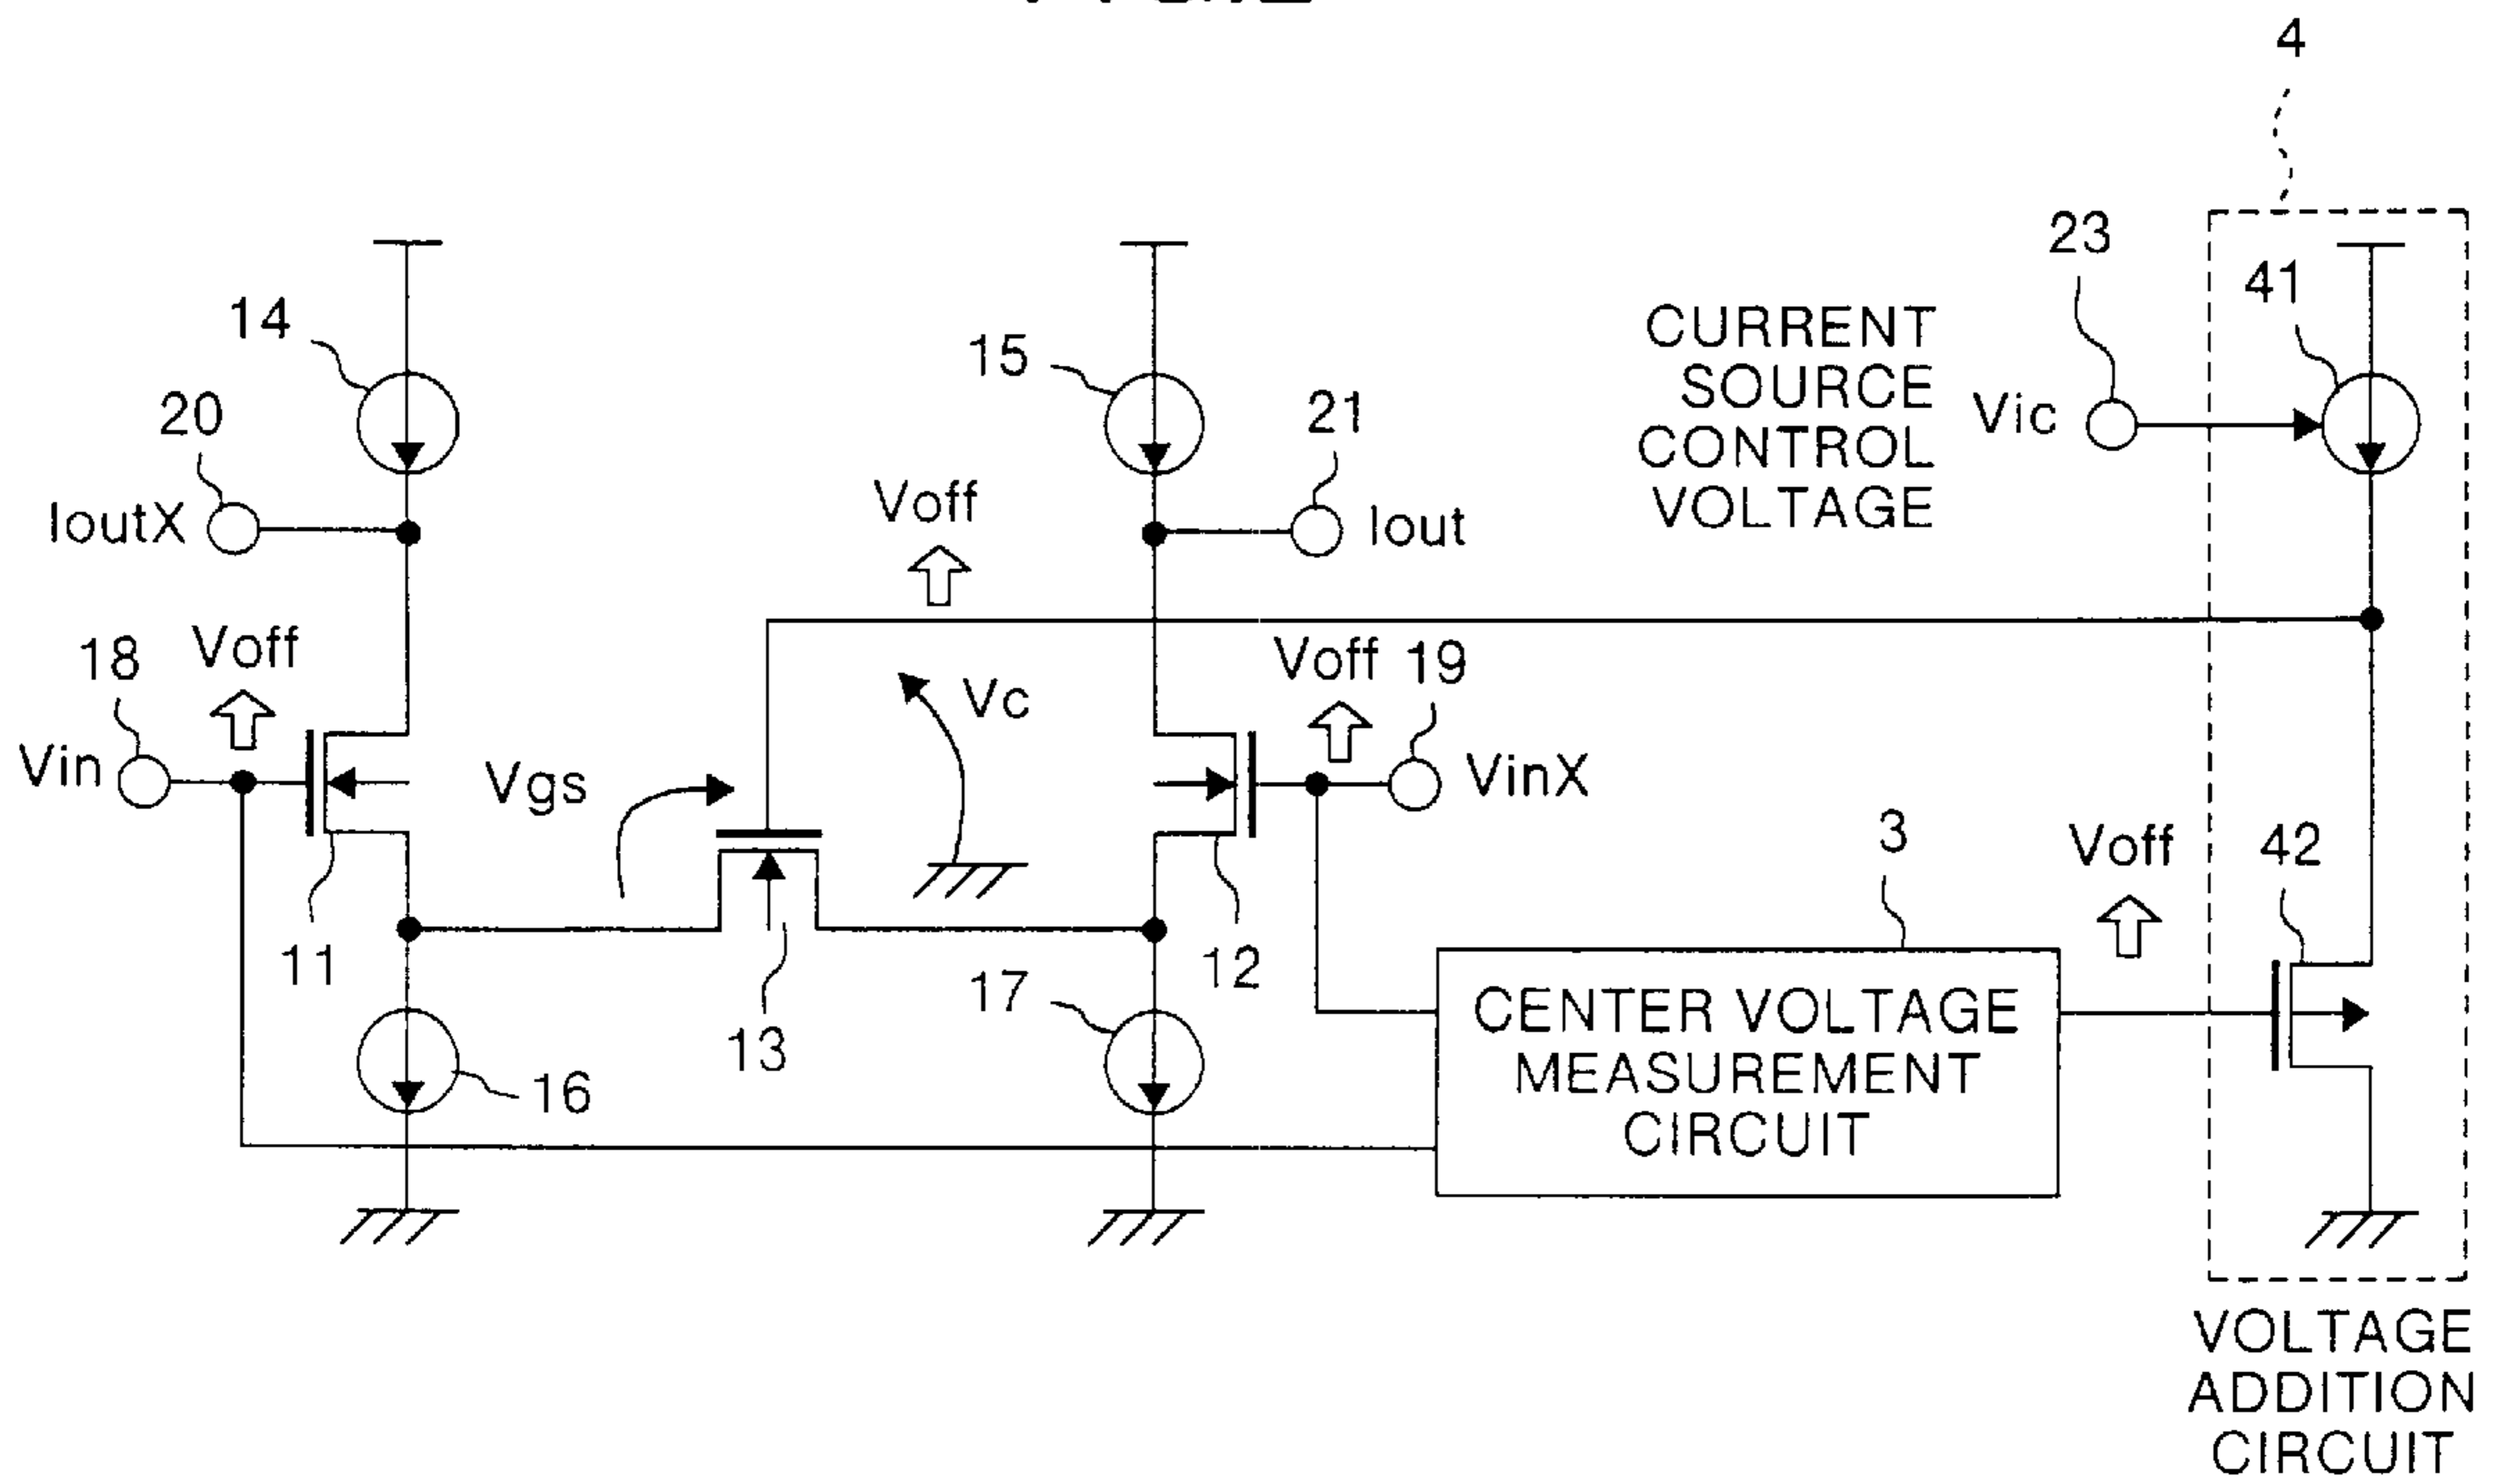 4
23
41
14
15
CURRENT
SOURCE
CONTROL
VOLTAGE
Vic
20
21
Voff
IoutX
Iout
18
Voff
Voff
19
Vc
Vin
Vgs
VinX
3
Voff
42
11
12
17
13
16
CENTER VOLTAGE
MEASUREMENT
CIRCUIT
VOLTAGE
ADDITION
CIRCUIT